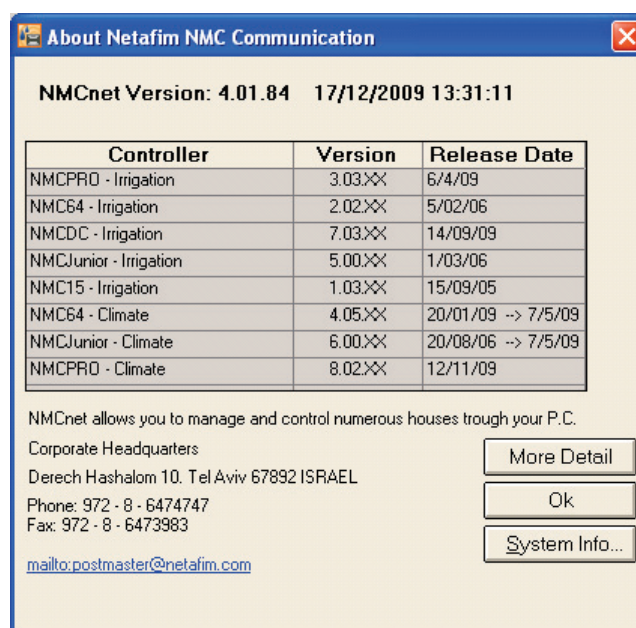 About Netafim NMC Communication
NMCnet Version: 4.01.84 17/12/2009 13:31:11
Controller Version Release Date
NMCPRO - Irrigation 3.03.XX 6/4/09
NMC64 - Irrigation 2.02.XX 5/02/06
NMCDC - Irrigation 7.03.XX 14/09/09
NMCJunior - Irrigation 5.00.XX 1/03/06
NMC15 - Irrigation 1.03.XX 15/09/05
NMC64 - Climate 4.05.XX 20/01/09 --> 7/5/09
NMCJunior - Climate 6.00.XX 20/08/06 --> 7/5/09
NMCPRO - Climate 8.02.XX 12/11/09
NMCnet allows you to manage and control numerous houses trough your P.C.
Corporate Headquarters
Derech Hashalom 10. Tel Aviv 67892 ISRAEL
Phone: 972 - 8 - 6474747
Fax: 972 - 8 - 6473983
mailto:postmaster@netafim.com
More Detail
Ok
System Info...